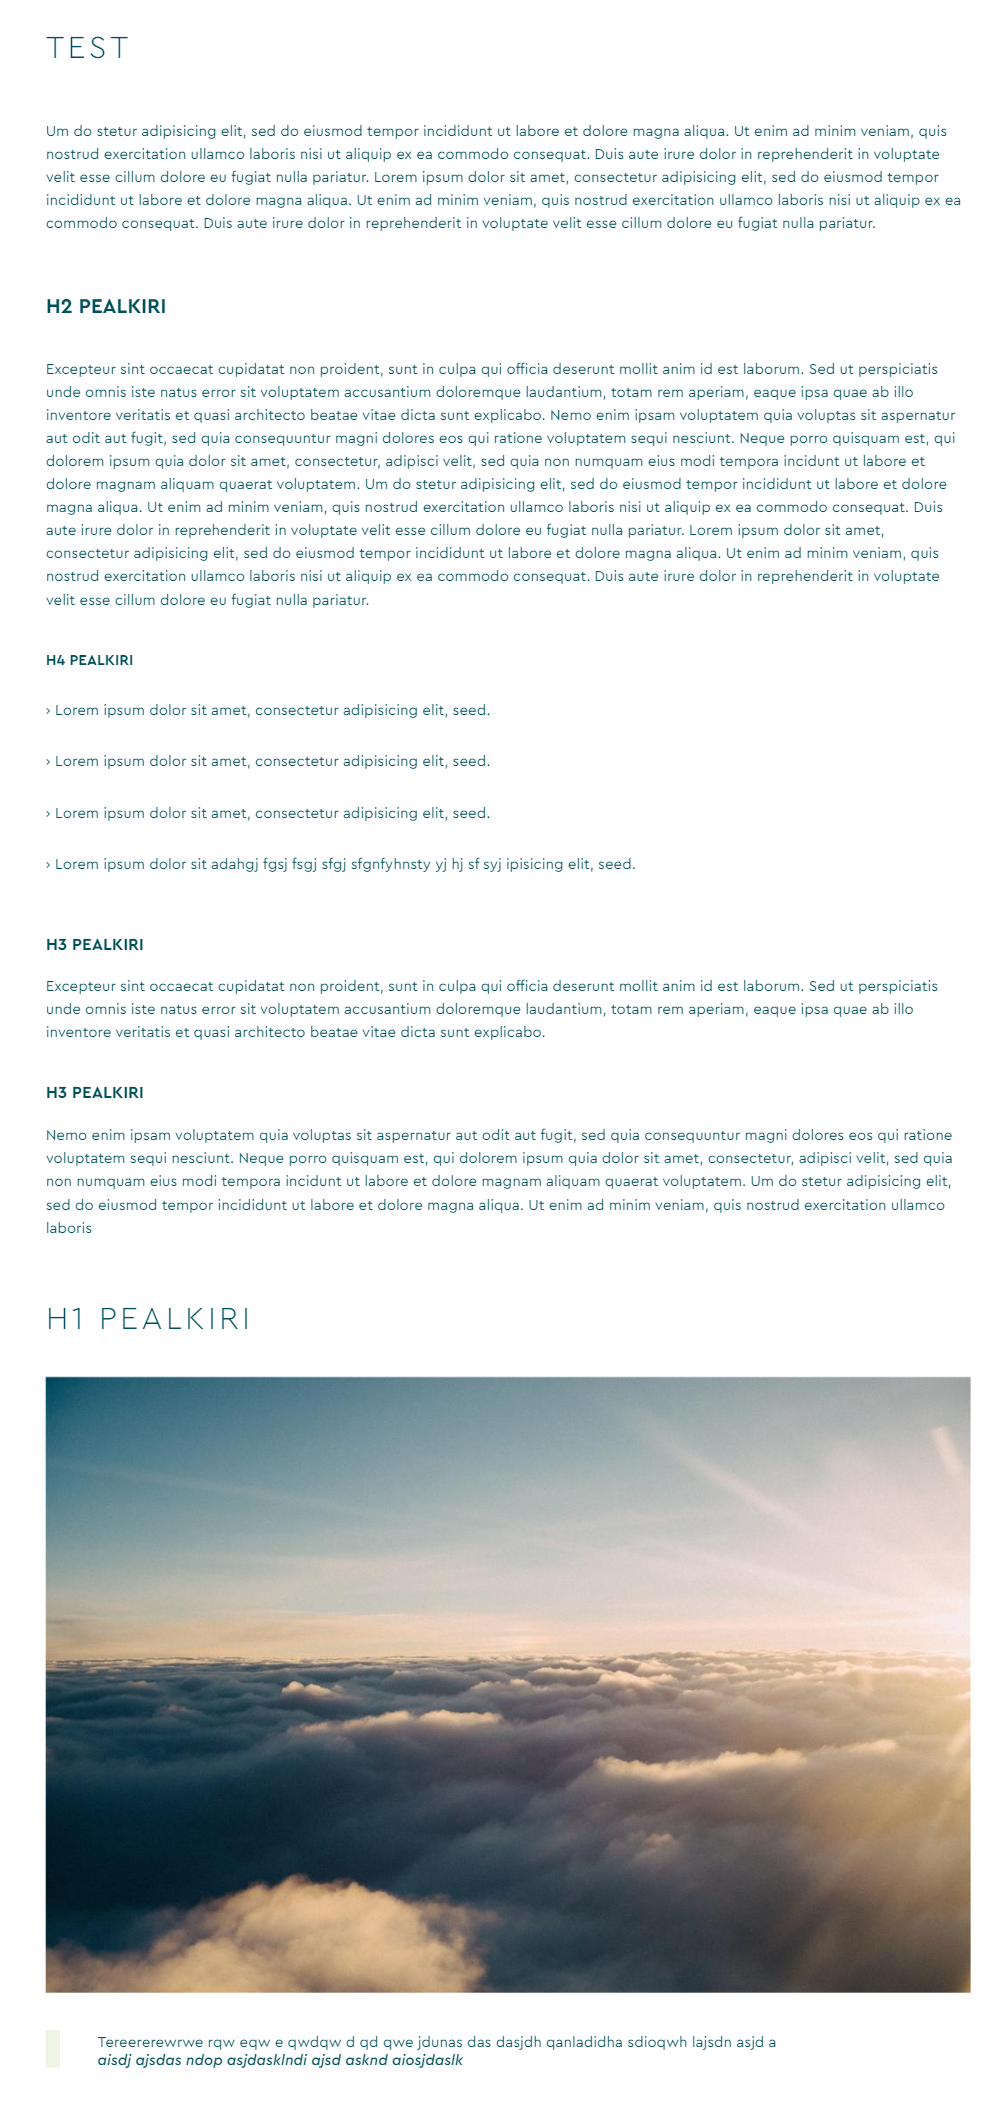 TEST
Um do stetur adipisicing elit, sed do eiusmod tempor incididunt ut labore et dolore magna aliqua. Ut enim ad minim veniam, quis
nostrud exercitation ullamco laboris nisi ut aliquip ex ea commodo consequat. Duis aute irure dolor in reprehenderit in voluptate
velit esse cillum dolore eu fugiat nulla pariatur. Lorem ipsum dolor sit amet, consectetur adipisicing elit, sed do eiusmod tempor
incididunt ut labore et dolore magna aliqua. Ut enim ad minim veniam, quis nostrud exercitation ullamco laboris nisi ut aliquip ex ea
commodo consequat. Duis aute irure dolor in reprehenderit in voluptate velit esse cillum dolore eu fugiat nulla pariatur.
H2 PEALKIRI
Excepteur sint occaecat cupidatat non proident, sunt in culpa qui officia deserunt mollit anim id est laborum. Sed ut perspiciatis
unde omnis iste natus error sit voluptatem accusantium doloremque laudantium, totam rem aperiam, eaque ipsa quae ab illo
inventore veritatis et quasi architecto beatae vitae dicta sunt explicabo. Nemo enim ipsam voluptatem quia voluptas sit aspernatur
aut odit aut fugit, sed quia consequuntur magni dolores eos qui ratione voluptatem sequi nesciunt. Neque porro quisquam est, qui
dolorem ipsum quia dolor sit amet, consectetur, adipisci velit, sed quia non numquam eius modi tempora incidunt ut labore et
dolore magnam aliquam quaerat voluptatem. Um do stetur adipisicing elit, sed do eiusmod tempor incididunt ut labore et dolore
magna aliqua. Ut enim ad minim veniam, quis nostrud exercitation ullamco laboris nisi ut aliquip ex ea commodo consequat. Duis
aute irure dolor in reprehenderit in voluptate velit esse cillum dolore eu fugiat nulla pariatur. Lorem ipsum dolor sit amet,
consectetur adipisicing elit, sed do eiusmod tempor incididunt ut labore et dolore magna aliqua. Ut enim ad minim veniam, quis
nostrud exercitation ullamco laboris nisi ut aliquip ex ea commodo consequat. Duis aute irure dolor in reprehenderit in voluptate
velit esse cillum dolore eu fugiat nulla pariatur.
H4 PEALKIRI
› Lorem ipsum dolor sit amet, consectetur adipisicing elit, seed.
› Lorem ipsum dolor sit amet, consectetur adipisicing elit, seed.
› Lorem ipsum dolor sit amet, consectetur adipisicing elit, seed.
› Lorem ipsum dolor sit adahgj fgsj fsgj sfgj sfgnfyhnsty yj hj sf syj ipisicing elit, seed.
H3 PEALKIRI
Excepteur sint occaecat cupidatat non proident, sunt in culpa qui officia deserunt mollit anim id est laborum. Sed ut perspiciatis
unde omnis iste natus error sit voluptatem accusantium doloremque laudantium, totam rem aperiam, eaque ipsa quae ab illo
inventore veritatis et quasi architecto beatae vitae dicta sunt explicabo.
H3 PEALKIRI
Nemo enim ipsam voluptatem quia voluptas sit aspernatur aut odit aut fugit, sed quia consequuntur magni dolores eos qui ratione
voluptatem sequi nesciunt. Neque porro quisquam est, qui dolorem ipsum quia dolor sit amet, consectetur, adipisci velit, sed quia
non numquam eius modi tempora incidunt ut labore et dolore magnam aliquam quaerat voluptatem. Um do stetur adipisicing elit,
sed do eiusmod tempor incididunt ut labore et dolore magna aliqua. Ut enim ad minim veniam, quis nostrud exercitation ullamco
laboris
H1 PEALKIRI
Tereererewrwe rqw eqw e qwdqw d qd qwe jdunas das dasjdh qanladidha sdioqwh lajsdn asjd a
aisdj ajsdas ndop asjdasklndi ajsd asknd aiosjdaslk